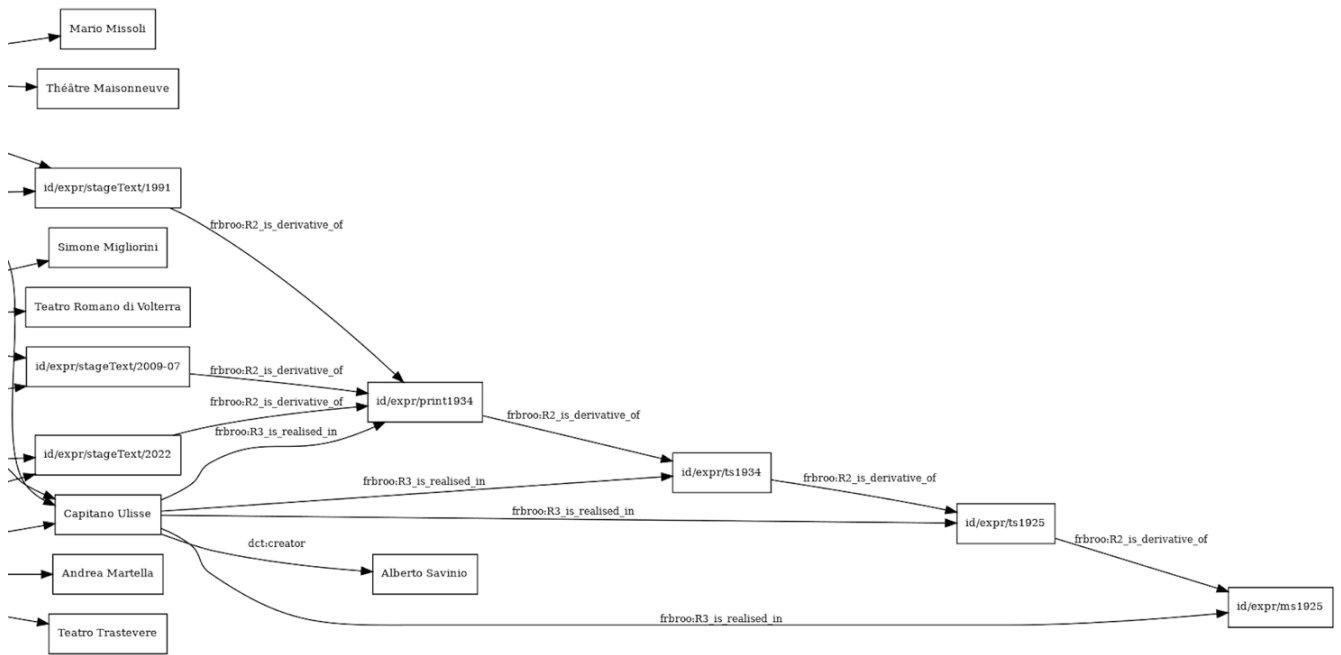 Mario Missoli
Théâtre Maisonneuve
id/expr/stageText/1991
frbroo:R2_is_derivative_of
Simone Migliorini
Teatro Romano di Volterra
id/expr/stageText/2009-07
frbroo:R2_is_derivative_of
id/expr/print1934
frbroo:R2_is_derivative_of
frbroo:R2_is_derivative_of
frbroo:R3_is_realised_in
id/expr/stageText/2022
id/expr/ts1934
frbroo:R3_is_realised_in
frbroo:R2_is_derivative_of
Capitano Ulisse
frbroo:R3_is_realised_in
id/expr/ts1925
dct:creator
frbroo:R2_is_derivative_of
Andrea Martella
Alberto Savinio
id/expr/ms1925
frbroo:R3_is_realised_in
Teatro Trastevere